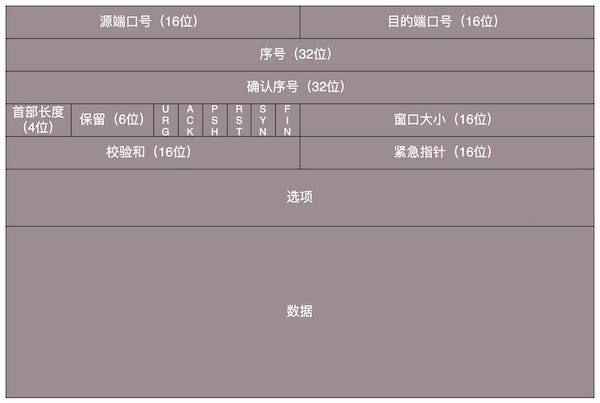 源端口号（16位）
目的端口号（16位）
序号（32位）
确认序号（32位）
首部长度
（4位）
保留（6位）
URG
ACK
PSH
RST
SYN
FIN
窗口大小（16位）
校验和（16位）
紧急指针（16位）
选项
数据